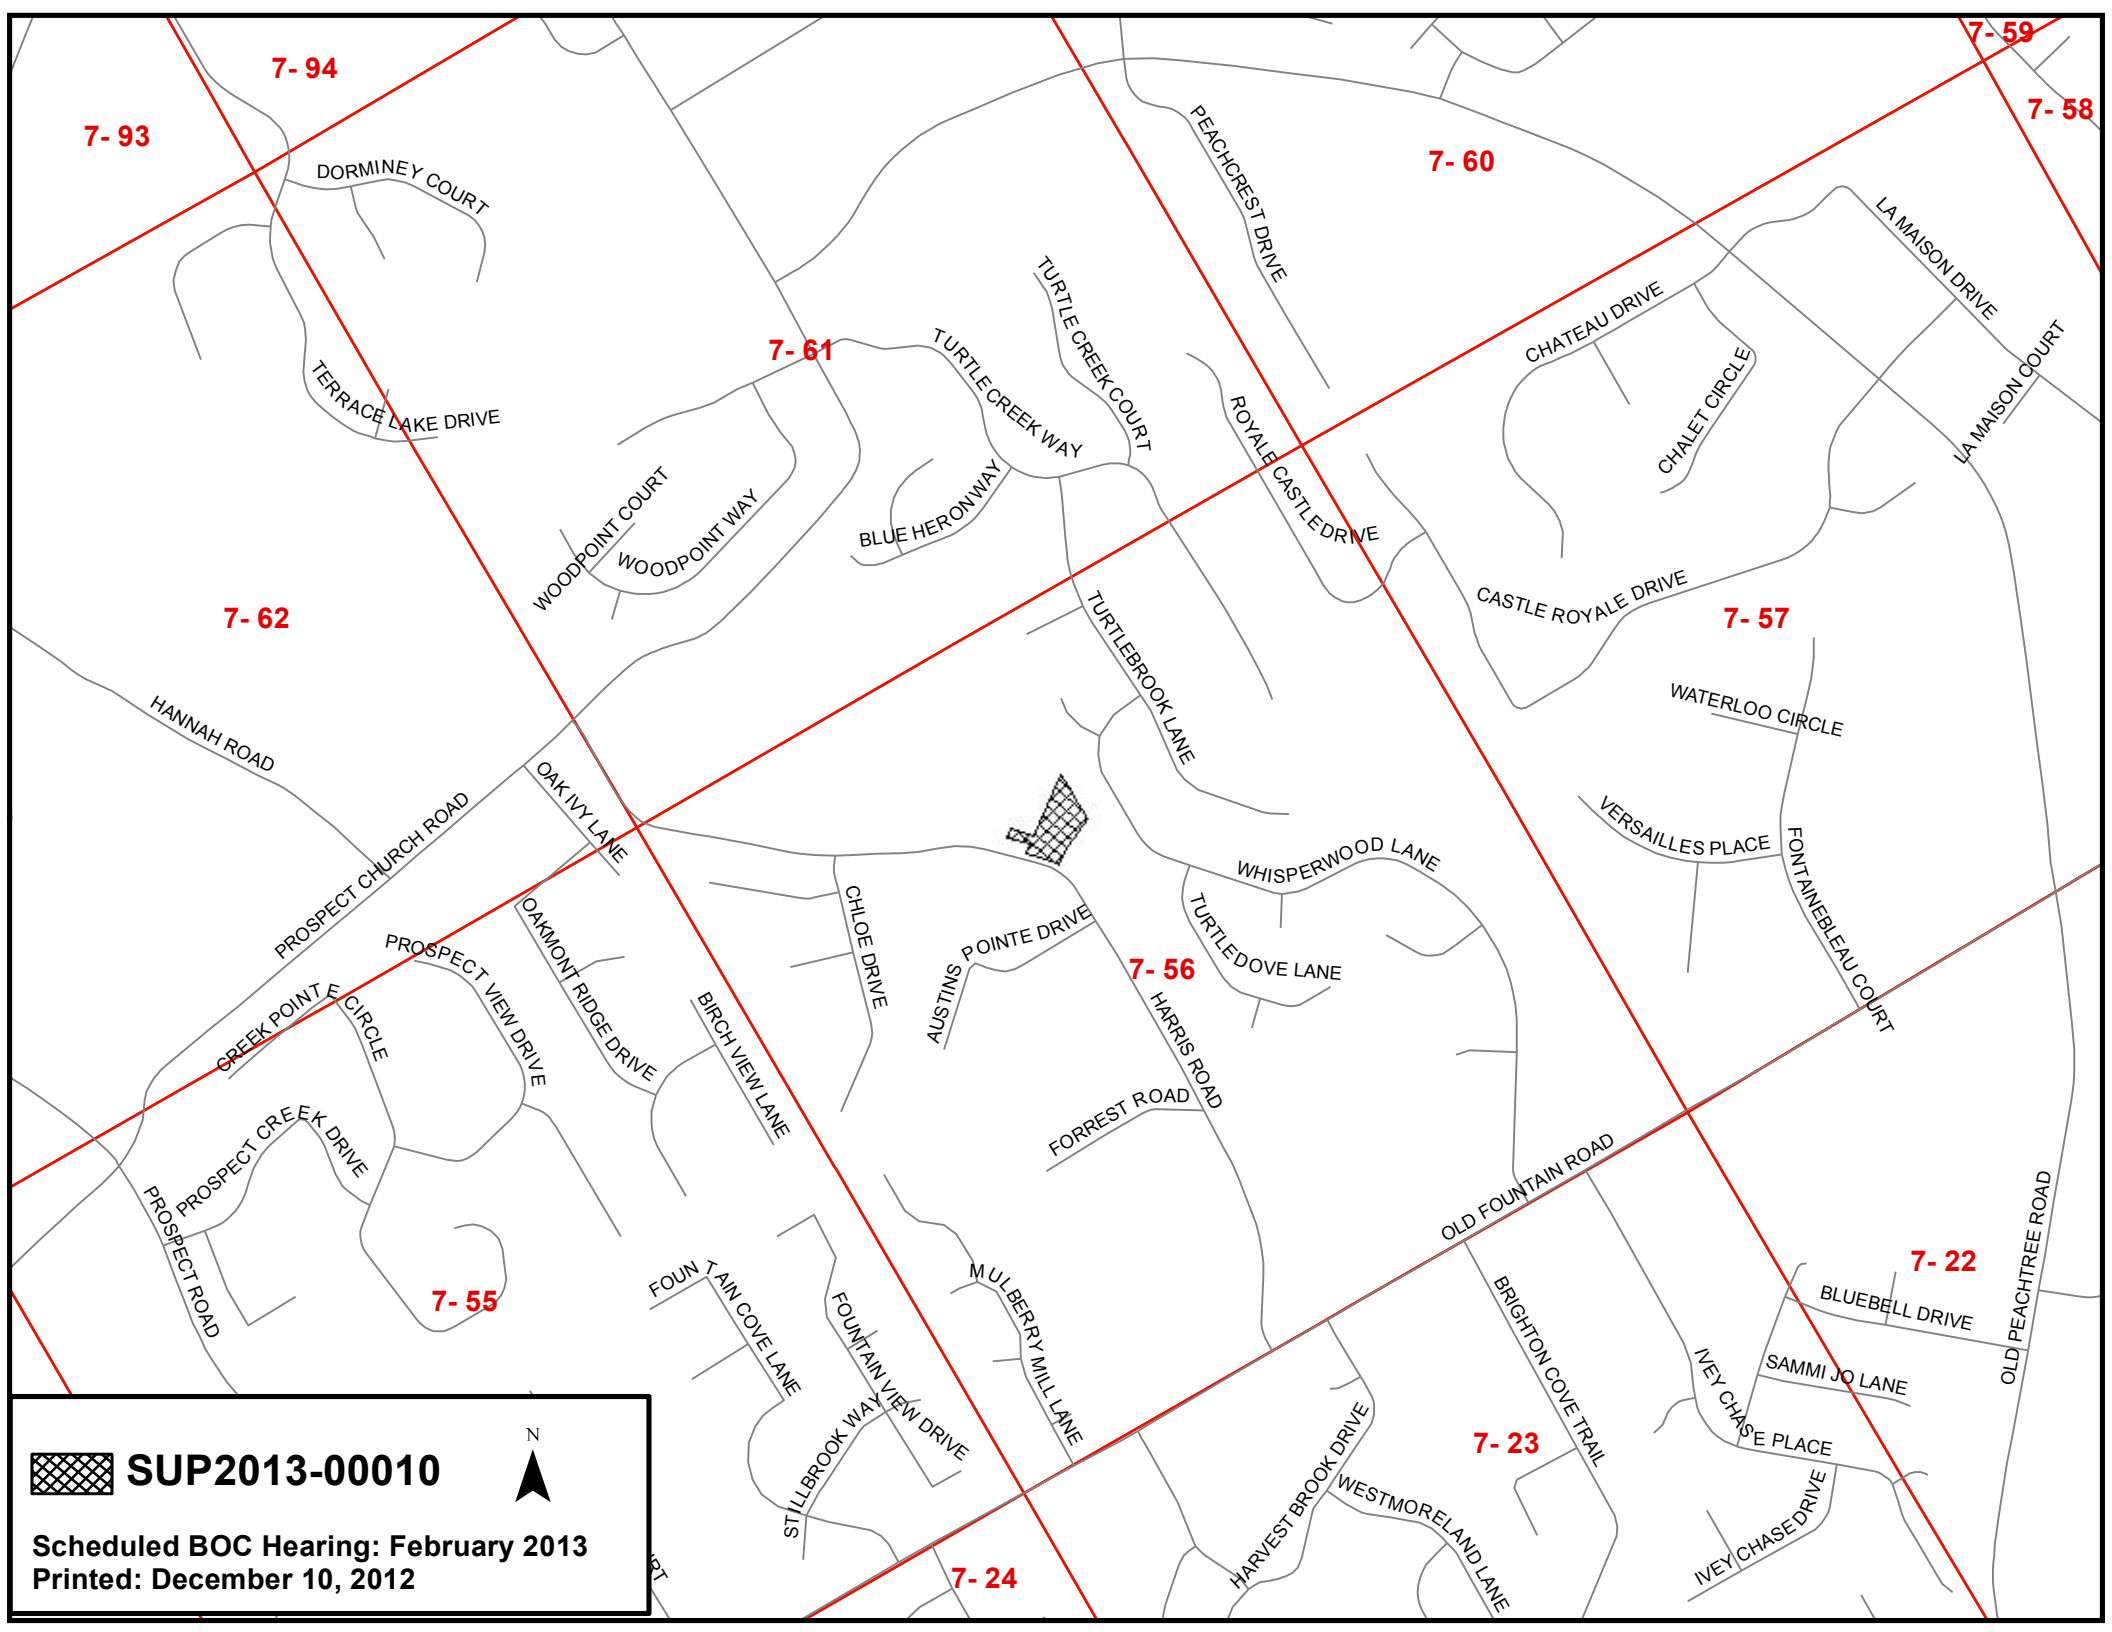 7- 59
7- 94
7- 58
7- 93
7- 60
DORMINEY COURT
PEACHCREST DRIVE
LA MAISON DRIVE
TURTLE CREEK COURT
CHATEAU DRIVE
7- 61
TURTLE CREEK WAY
LA MAISON COURT
CHALET CIRCLE
TERRACE LAKE DRIVE
ROYALE CASTLE DRIVE
WOODPOINT COURT
WOODPOINT WAY
BLUE HERON WAY
CASTLE ROYALE DRIVE
7- 62
7- 57
TURTLEBROOK LANE
HANNAH ROAD
WATERLOO CIRCLE
OAK IVY LANE
PROSPECT CHURCH ROAD
VERSAILLES PLACE
WHISPERWOOD LANE
FONTAINEBLEAU COURT
CHLOE DRIVE
OAKMONT RIDGE DRIVE
TURTLEDOVE LANE
AUSTINS POINTE DRIVE
PROSPECT VIEW DRIVE
7- 56
CREEK POINTE CIRCLE
BIRCH VIEW LANE
HARRIS ROAD
FORREST ROAD
PROSPECT CREEK DRIVE
OLD FOUNTAIN ROAD
PROSPECT ROAD
OLD PEACHTREE ROAD
7- 22
FOUNTAIN COVE LANE
MULBERRY MILL LANE
7- 55
BRIGHTON COVE TRAIL
BLUEBELL DRIVE
FOUNTAIN VIEW DRIVE
IVEY CHASE PLACE
SAMMI JO LANE
STILLBROOK WAY
HARVEST BROOK DRIVE
7- 23
WESTMORELAND LANE
IVEY CHASE DRIVE
7- 24
URT
N
SUP2013-00010
Scheduled BOC Hearing: February 2013
Printed: December 10, 2012